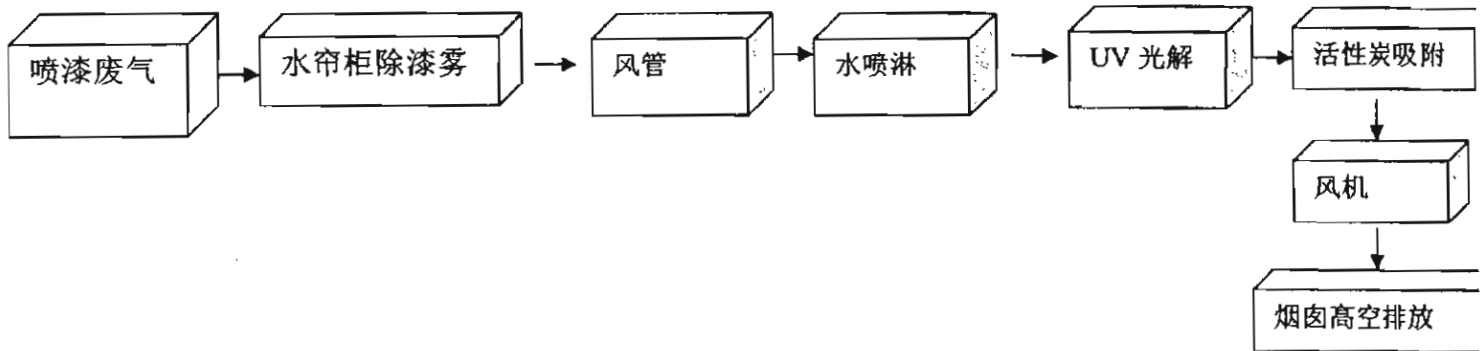 喷漆废气
水帘柜除漆雾
风管
水喷淋
UV 光解
活性炭吸附
风机
烟囱高空排放